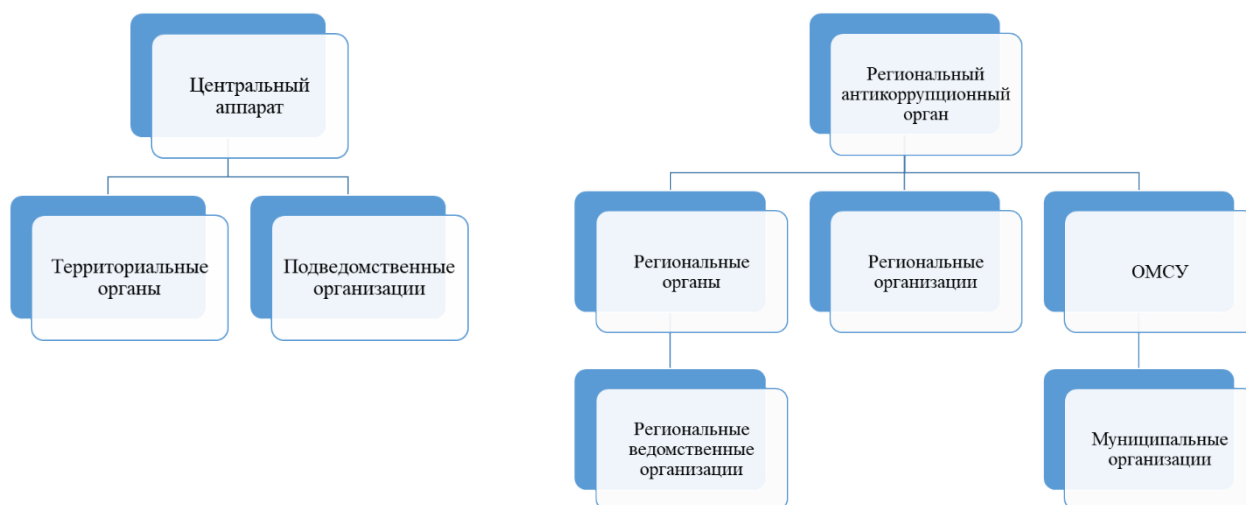 Центральный
аппарат
Территориальные
органы
Подведомственные
организации
Региональный
антикоррупционный
орган
Региональные
органы
Региональные
организации
ОМСУ
Региональные
ведомственные
организации
Муниципальные
организации